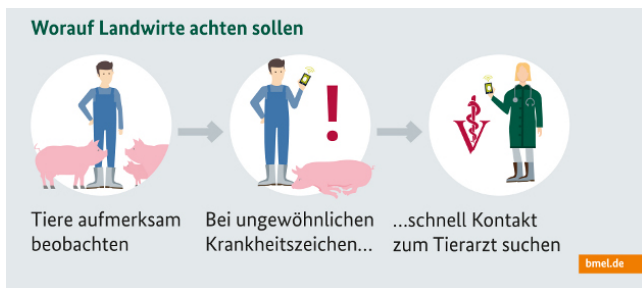 Worauf Landwirte achten sollen
Tiere aufmerksam
beobachten
Bei ungewöhnlichen
Krankheitszeichen...
...schnell Kontakt
zum Tierarzt suchen
V
bmel.de